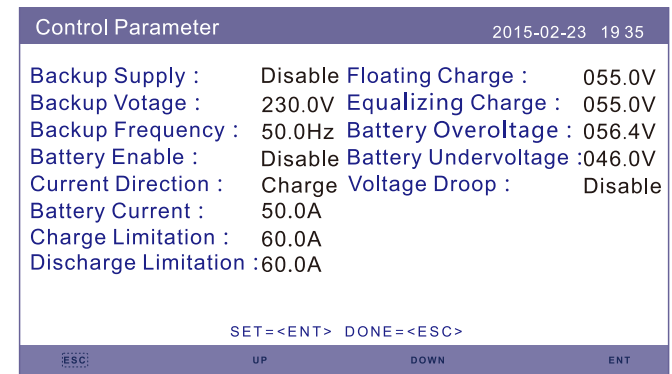 Control Parameter 2015-02-23 19 35
Backup Supply : Disable Floating Charge : 055.0V
Backup Votage : 230.0V Equalizing Charge : 055.0V
Backup Frequency : 50.0Hz Battery Overoltage : 056.4V
Battery Enable : Disable Battery Undervoltage : 046.0V
Current Direction : Charge Voltage Droop : Disable
Battery Current : 50.0A
Charge Limitation : 60.0A
Discharge Limitation : 60.0A
SET=<ENT> DONE=<ESC>
ESC UP DOWN ENT